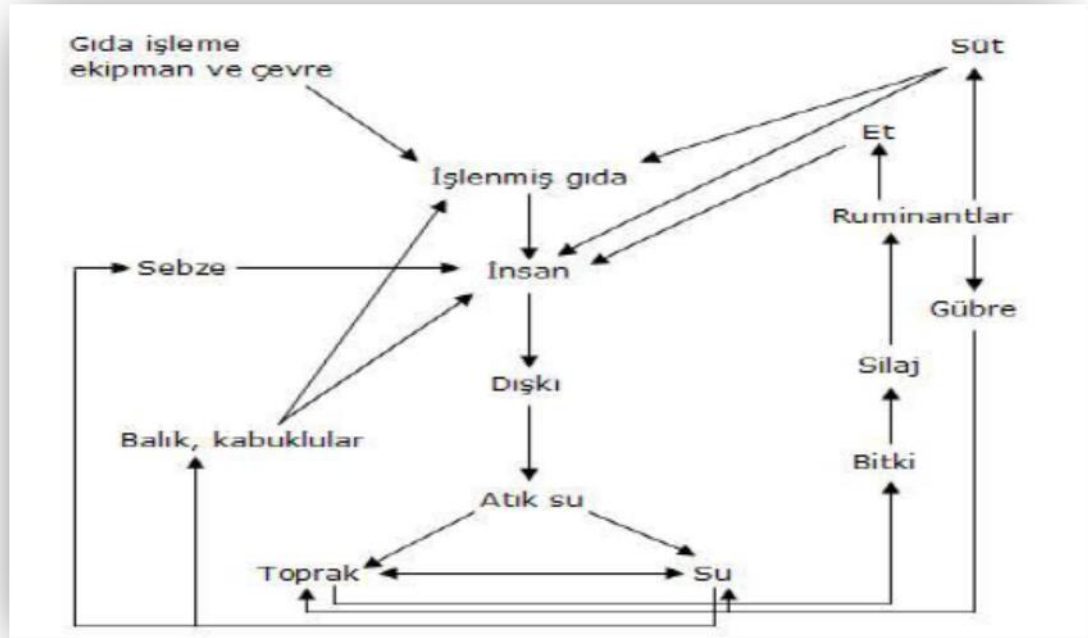 Gıda işleme
ekipman ve çevre
Süt
Et
İşlenmiş gıda
Ruminantlar
Sebze
İnsan
Gübre
Silaj
Dışkı
Balık, kabuklular
Bitki
Atık su
Toprak
Su